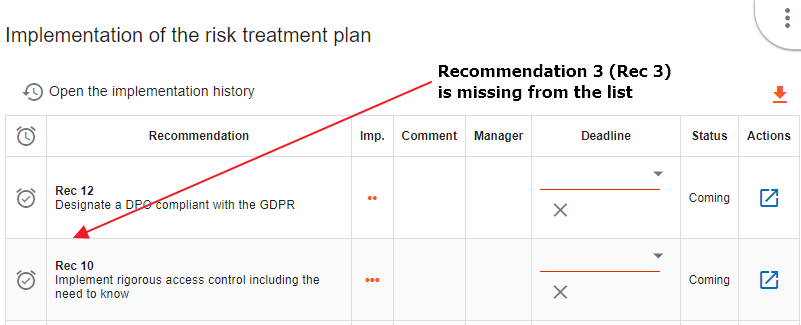 Implementation of the risk treatment plan
Recommendation 3 (Rec 3)
is missing from the list
Open the implementation history
Recommendation Imp. Comment Manager Deadline Status Actions
Rec 12
Designate a DPO compliant with the GDPR
Coming
Rec 10
Implement rigorous access control including the
need to know
Coming